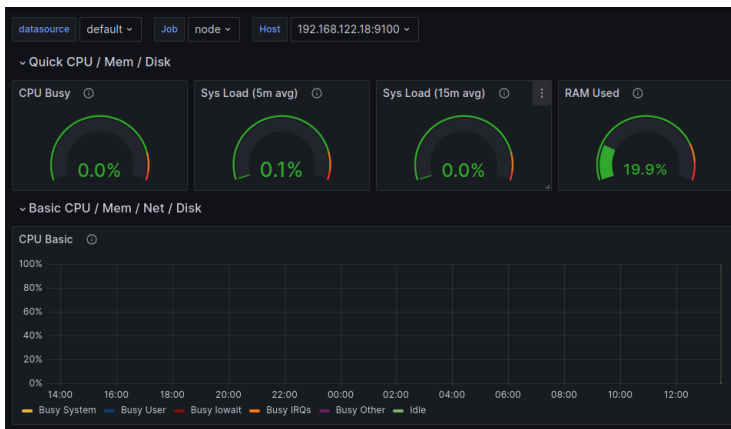 datasource default Job node Host 192.168.122.18:9100
Quick CPU / Mem / Disk
CPU Busy Sys Load (5m avg) Sys Load (15m avg) RAM Used
0.0% 0.1% 0.0% 19.9%
Basic CPU / Mem / Net / Disk
CPU Basic
100%
80%
60%
40%
20%
0%
14:00 16:00 18:00 20:00 22:00 00:00 02:00 04:00 06:00 08:00 10:00 12:00
Busy System Busy User Busy Iowait Busy IRQs Busy Other Idle